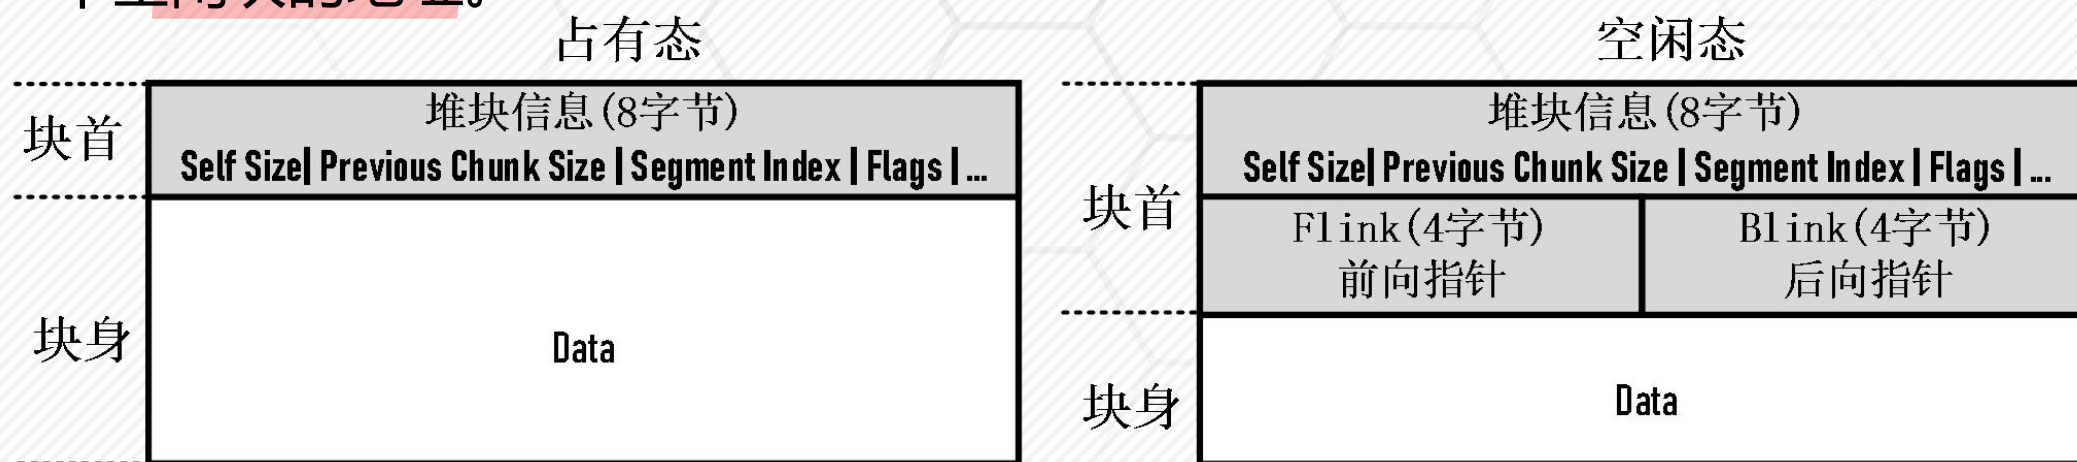 占有态
块首
堆块信息(8字节)
Self Size| Previous Chunk Size | Segment Index | Flags | ...
块身
Data
空闲态
块首
堆块信息(8字节)
Self Size| Previous Chunk Size | Segment Index | Flags | ...
Flink(4字节)
前向指针
Blink(4字节)
后向指针
块身
Data